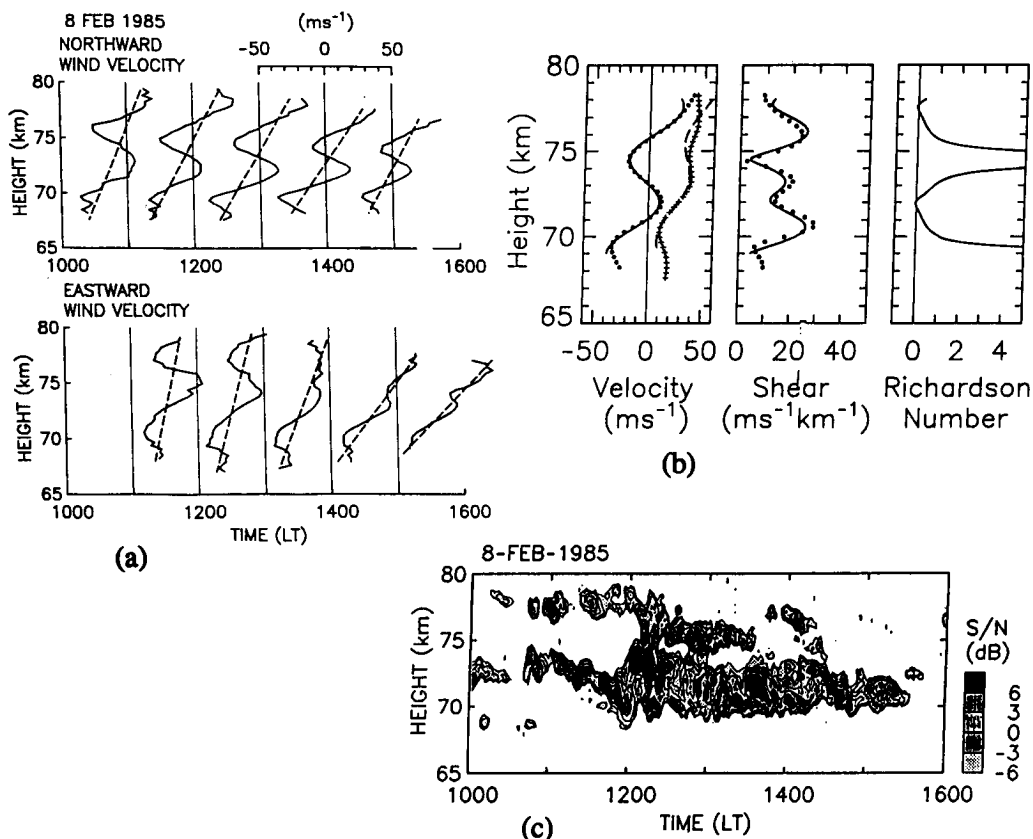 8 FEB 1985
NORTHWARD
WIND VELOCITY
(ms⁻¹)
-50 0 50
HEIGHT (km)
80
75
70
65
1000 1200 1400 1600
EASTWARD
WIND VELOCITY
HEIGHT (km)
80
75
70
65
1000 1200 1400 1600
TIME (LT)
(a)
Height (km)
80
75
70
65
-50 0 50
Velocity
(ms⁻¹)
0 20 40
Shear
(ms⁻¹km⁻¹)
0 2 4
Richardson
Number
(b)
8-FEB-1985
HEIGHT (km)
80
75
70
65
1000 1200 1400 1600
TIME (LT)
S/N
(dB)
6
3
0
-3
-6
(c)